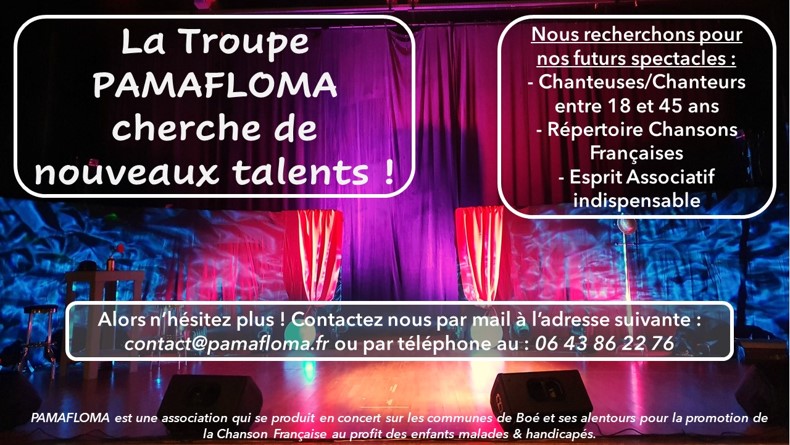 La Troupe
PAMAFLOMA
cherche de
nouveaux talents !
Nous recherchons pour
nos futurs spectacles :
- Chanteuses/Chanteurs
entre 18 et 45 ans
- Répertoire Chansons
Françaises
- Esprit Associatif
indispensable
Alors n’hésitez plus ! Contactez nous par mail à l’adresse suivante :
contact@pamafloma.fr ou par téléphone au : 06 43 86 22 76
PAMAFLOMA est une association qui se produit en concert sur les communes de Boé et ses alentours pour la promotion de
la Chanson Française au profit des enfants malades & handicapés.